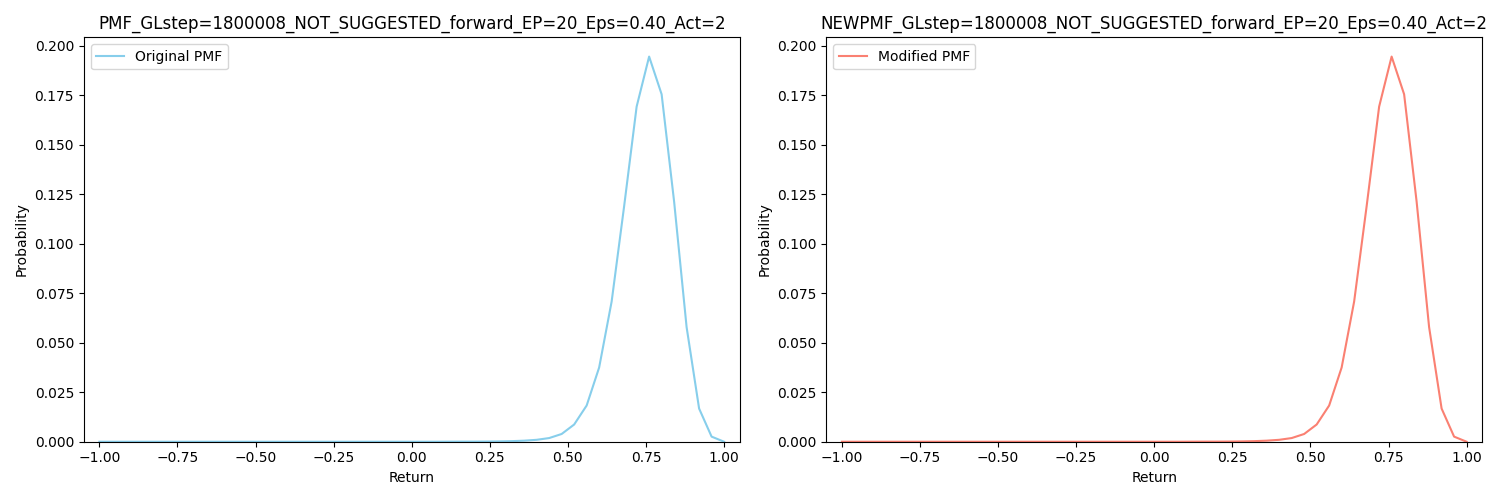 PMF_GLstep=1800008_NOT_SUGGESTED_forward_EP=20_Eps=0.40_Act=2
Original PMF
0.200
0.175
0.150
0.125
0.100
0.075
0.050
0.025
0.000
Probability
−1.00 −0.75 −0.50 −0.25 0.00 0.25 0.50 0.75 1.00
Return
NEWPMF_GLstep=1800008_NOT_SUGGESTED_forward_EP=20_Eps=0.40_Act=2
Modified PMF
0.200
0.175
0.150
0.125
0.100
0.075
0.050
0.025
0.000
Probability
−1.00 −0.75 −0.50 −0.25 0.00 0.25 0.50 0.75 1.00
Return